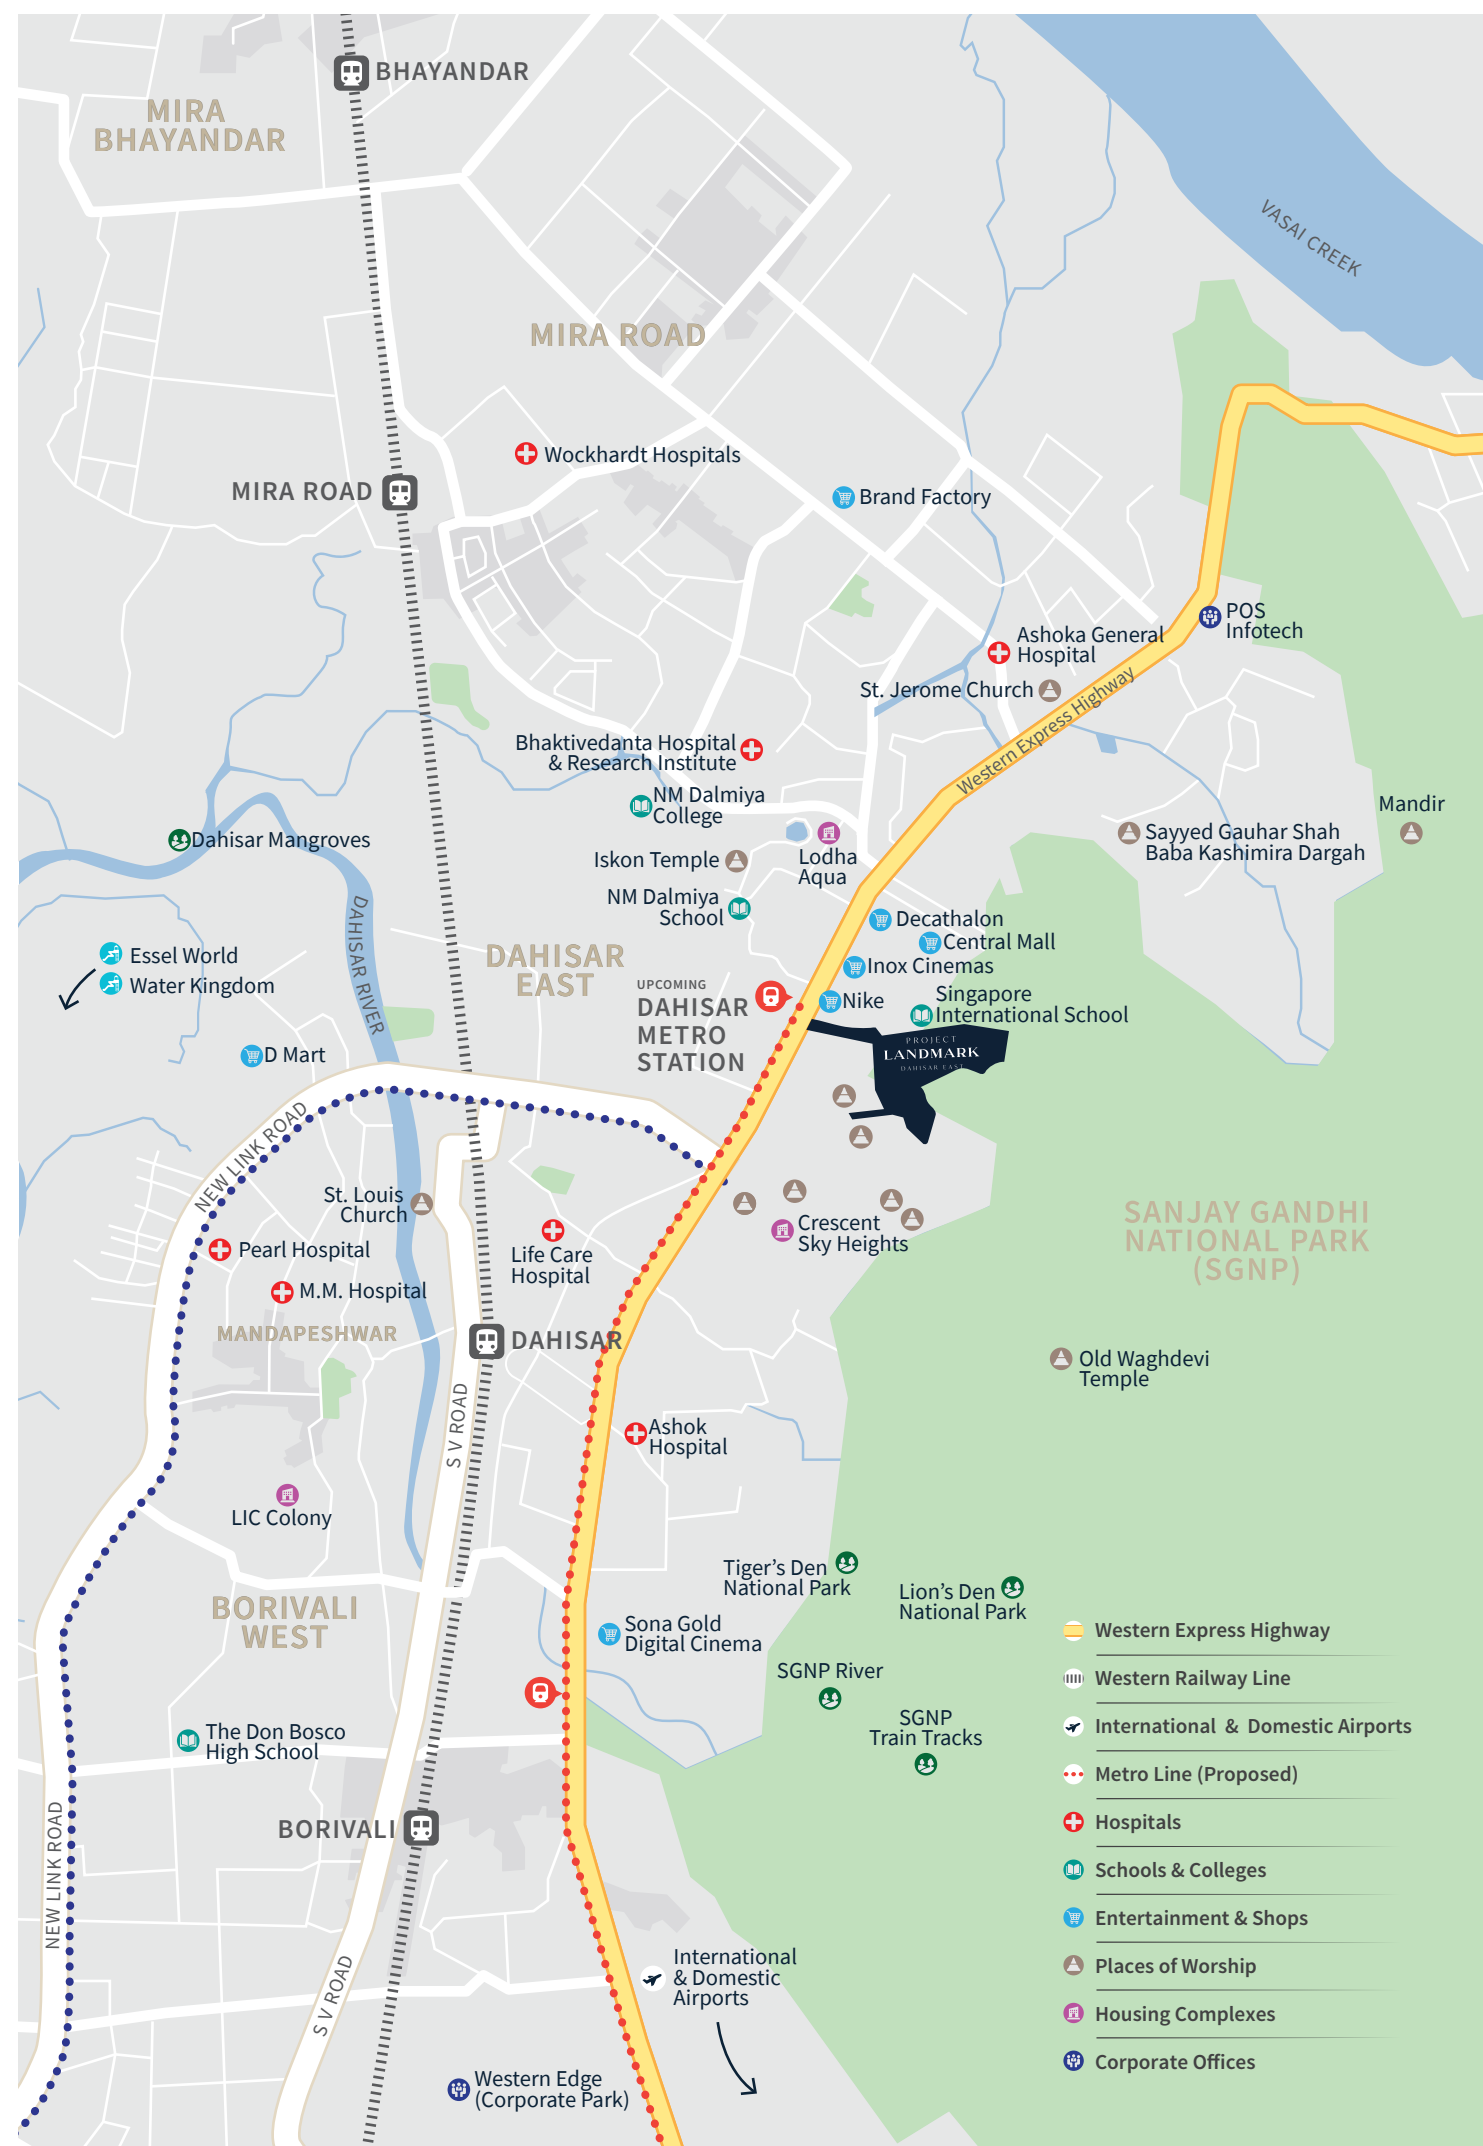 BHAYANDAR
MIRA
BHAYANDAR
VASAI CREEK
MIRA ROAD
Wockhardt Hospitals
MIRA ROAD
Brand Factory
POS
Infotech
Ashoka General
Hospital
St. Jerome Church
Western Express Highway
Bhaktivedanta Hospital
& Research Institute
NM Dalmiya
College
Mandir
Dahisar Mangroves
Sayyed Gauhar Shah
Baba Kashimira Dargah
Iskon Temple
Lodha
Aqua
NM Dalmiya
School
DAHISAR RIVER
Decathalon
Central Mall
Essel World
Water Kingdom
DAHISAR
EAST
Inox Cinemas
UPCOMING
DAHISAR
METRO
STATION
Nike
Singapore
International School
PROJECT
LANDMARK
DAHISAR EAST
D Mart
NEW LINK ROAD
St. Louis
Church
Pearl Hospital
M.M. Hospital
Life Care
Hospital
Crescent
Sky Heights
SANJAY GANDHI
NATIONAL PARK
(SGNP)
MANDAPESHWAR
DAHISAR
Old Waghdevi
Temple
S V ROAD
Ashok
Hospital
LIC Colony
Tiger's Den
National Park
Lion's Den
National Park
BORIVALI
WEST
Sona Gold
Digital Cinema
SGNP River
SGNP
Train Tracks
The Don Bosco
High School
BORIVALI
NEW LINK ROAD
S V ROAD
International
& Domestic
Airports
Western Edge
(Corporate Park)
Western Express Highway
Western Railway Line
International & Domestic Airports
Metro Line (Proposed)
Hospitals
Schools & Colleges
Entertainment & Shops
Places of Worship
Housing Complexes
Corporate Offices